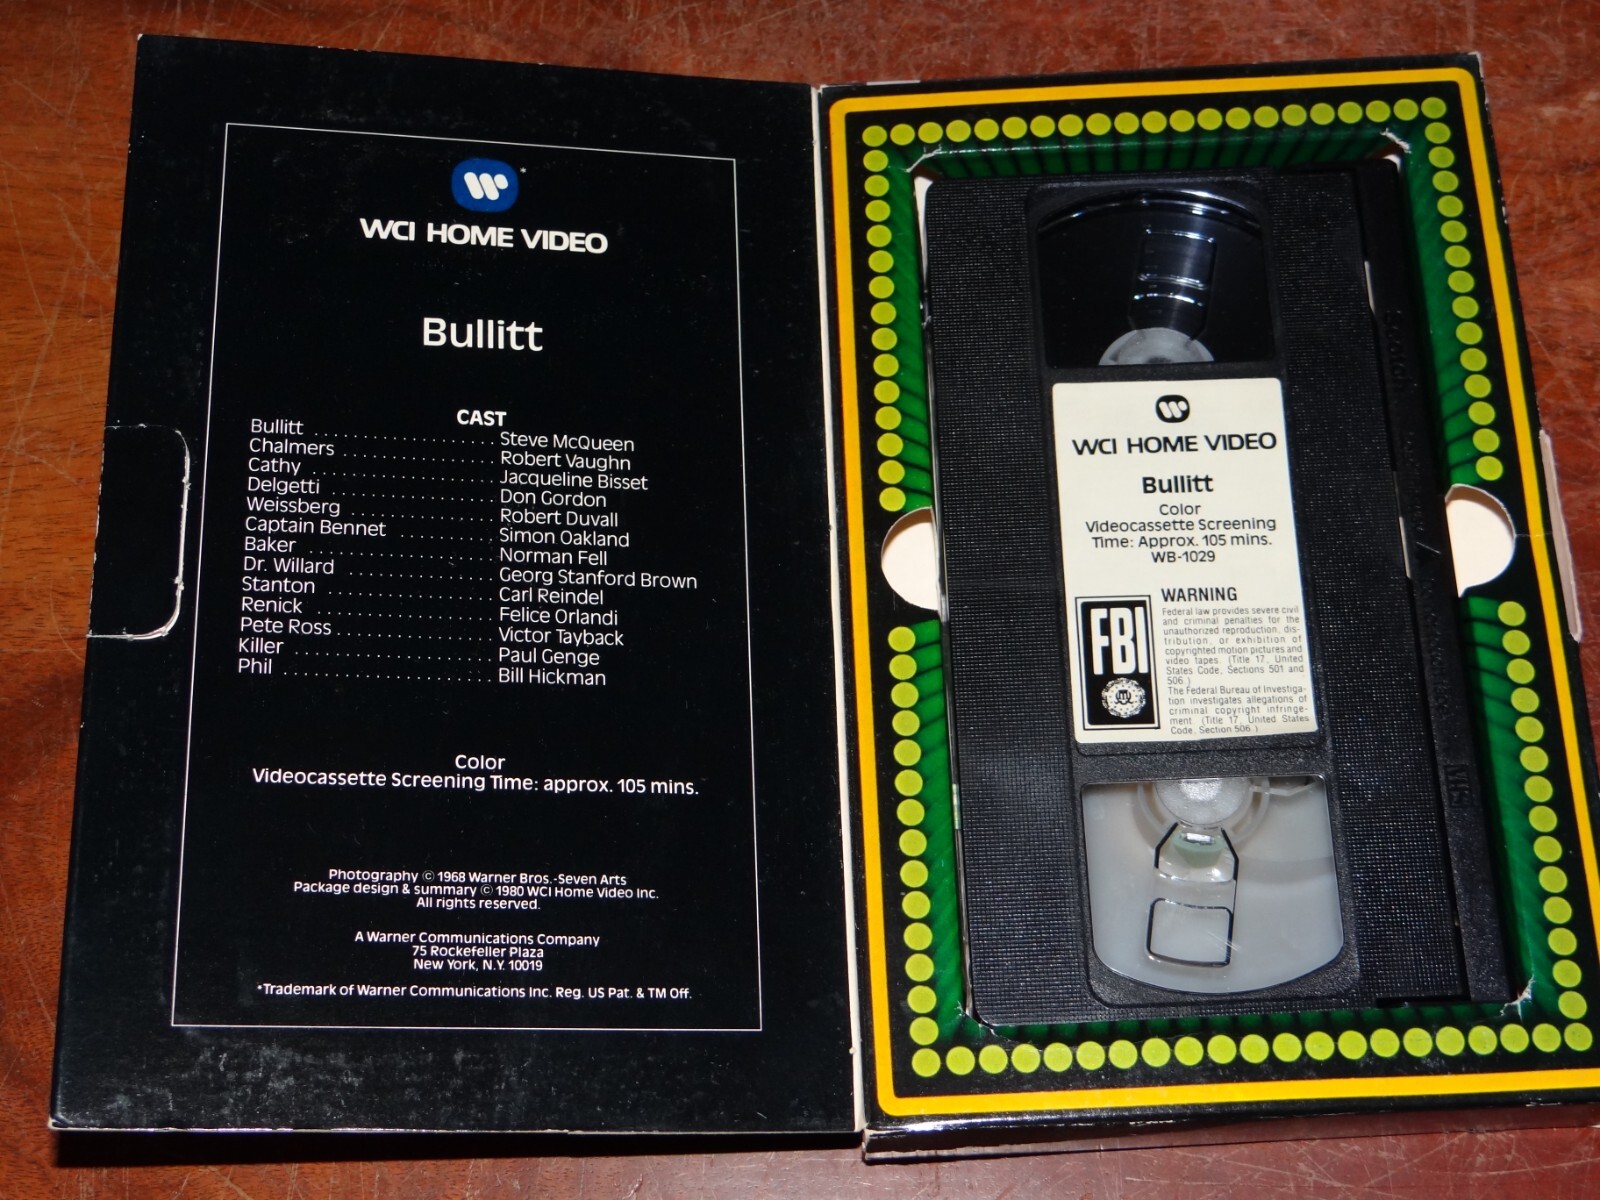 WCI HOME VIDEO
Bullitt
CAST
Bullitt .................... Steve McQueen
Chalmers ................ Robert Vaughn
Cathy .................... Jacqueline Bisset
Delgetti .................. Don Gordon
Weissberg ............... Robert Duvall
Captain Bennet .......... Simon Oakland
Baker .................... Norman Fell
Dr. Willard ................ Georg Stanford Brown
Stanton .................. Carl Reindel
Renick .................... Felice Orlandi
Pete Ross ................ Victor Tayback
Killer ...................... Paul Genge
Phil ....................... Bill Hickman
Color
Videocassette Screening Time: approx. 105 mins.
Photography © 1968 Warner Bros.-Seven Arts
Package design & summary © 1980 WCI Home Video Inc.
All rights reserved.
A Warner Communications Company
75 Rockefeller Plaza
New York, N.Y. 10019
*Trademark of Warner Communications Inc. Reg. US Pat. & TM Off.
WCI HOME VIDEO
Bullitt
Color
Videocassette Screening
Time: Approx. 105 mins.
WB-1029
FBI
WARNING
Federal law provides severe civil
and criminal penalties for the
unauthorized reproduction, dis-
tribution, or exhibition of
copyrighted motion pictures and
video tapes. (Title 17, United
States Code, Sections 501 and
506.)
The Federal Bureau of Investiga-
tion investigates allegations of
criminal copyright infringe-
ment. (Title 17, United States
Code, Section 506.)
Scotch
VHS